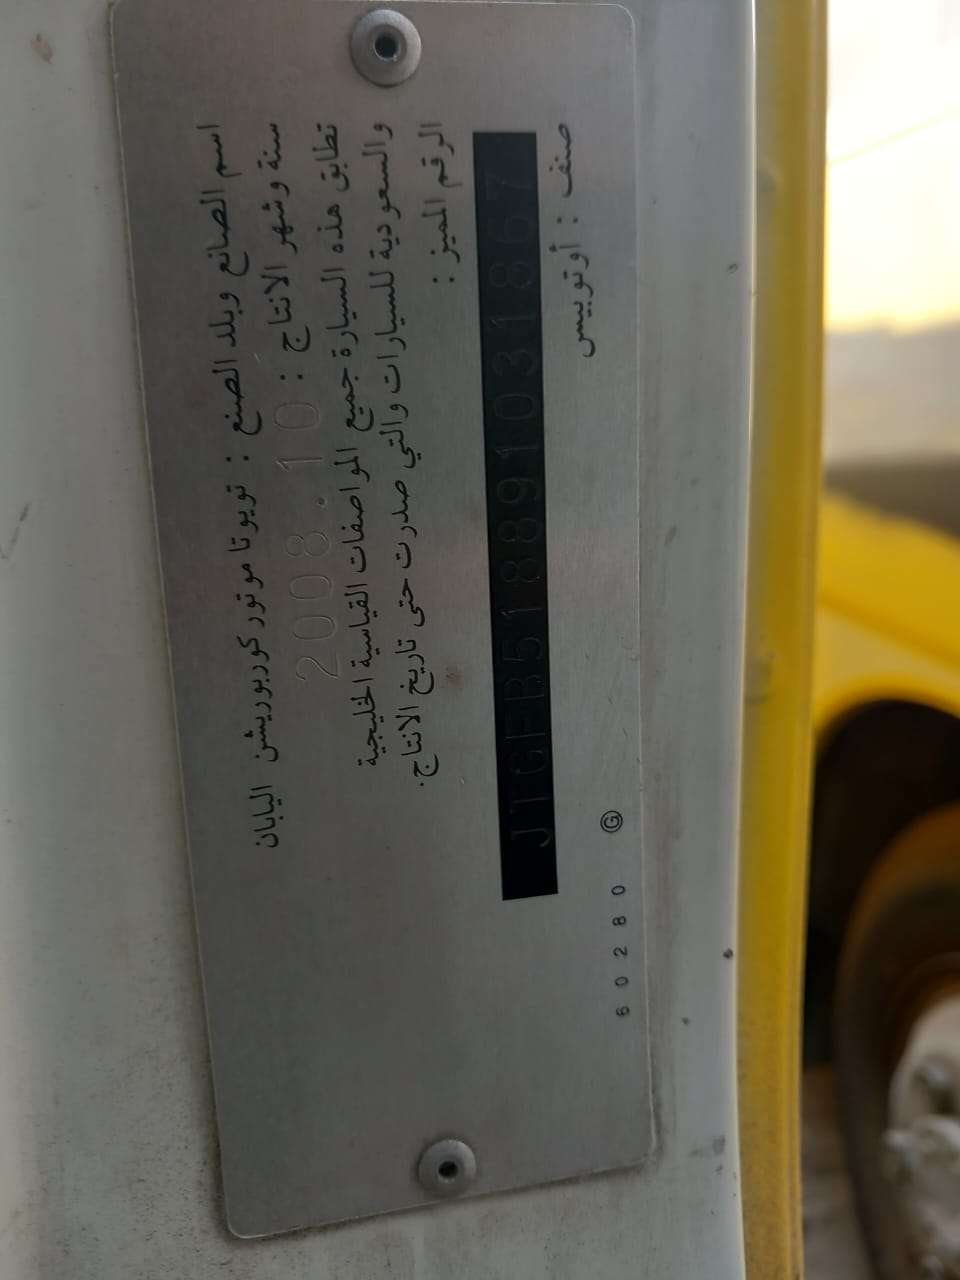 اسم الصانع وبلد الصنع : تويوتا موتور كوربوريشن اليابان
سنة وشهر الانتاج : 2008.10
تطابق هذه السيارة جميع المواصفات القياسية الخليجية
والسعودية للسيارات والتي صدرت حتى تاريخ الانتاج.
الرقم المميز :
JTGFB518891031867
صنف : أوتوبيس
Ⓖ
60280